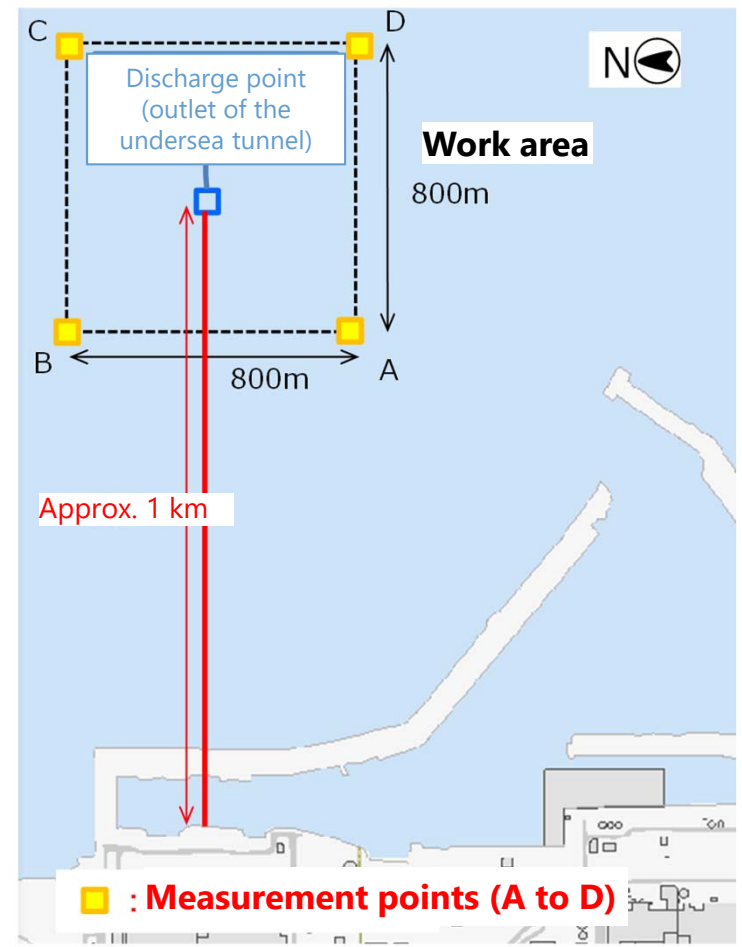 C
D
N
Discharge point
(outlet of the
undersea tunnel)
Work area
800m
B
800m
A
Approx. 1 km
: Measurement points (A to D)